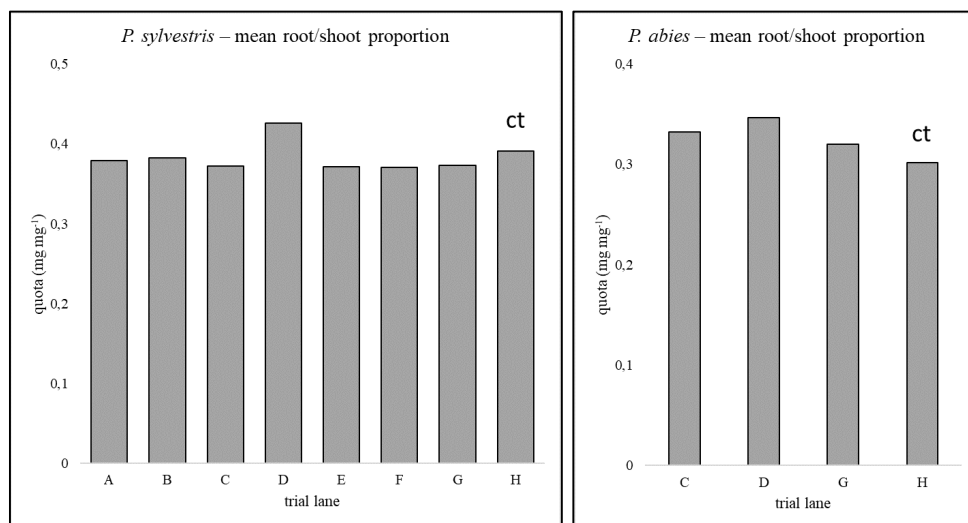 P. sylvestris – mean root/shoot proportion
0,5
0,4
0,3
0,2
0,1
0
quota (mg mg⁻¹)
ct
A B C D E F G H
trial lane
P. abies – mean root/shoot proportion
0,4
0,3
0,2
0,1
0
quota (mg mg⁻¹)
ct
C D G H
trial lane